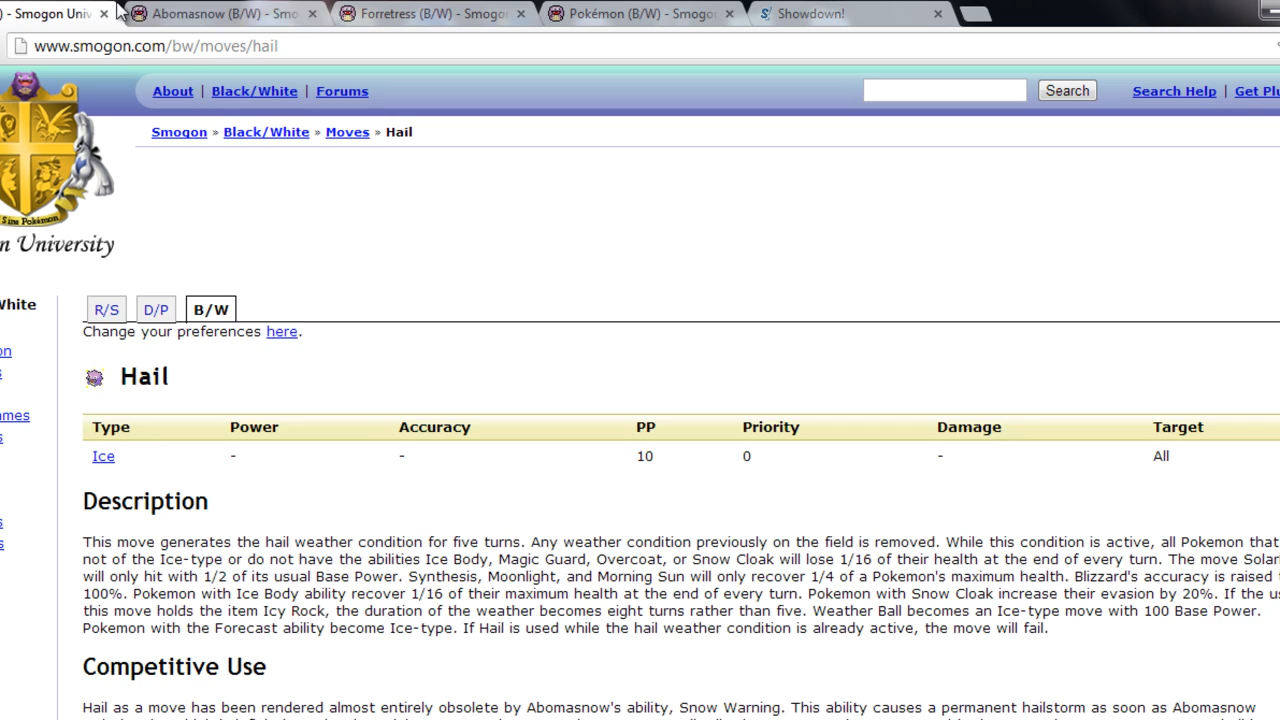 ) - Smogon Univ
Abomasnow (B/W) - Smo
Forretress (B/W) - Smogo
Pokémon (B/W) - Smogo
Showdown!
www.smogon.com/bw/moves/hail
About | Black/White | Forums
Search
Search Help | Get Plu
Smogon » Black/White » Moves » Hail
Sine Pokémon
n University
White
on
s
ames
s
s
s
R/S
D/P
B/W
Change your preferences here.
Hail
Type Power Accuracy PP Priority Damage Target
Ice - - 10 0 - All
Description
This move generates the hail weather condition for five turns. Any weather condition previously on the field is removed. While this condition is active, all Pokemon that
not of the Ice-type or do not have the abilities Ice Body, Magic Guard, Overcoat, or Snow Cloak will lose 1/16 of their health at the end of every turn. The move Solar
will only hit with 1/2 of its usual Base Power. Synthesis, Moonlight, and Morning Sun will only recover 1/4 of a Pokemon's maximum health. Blizzard's accuracy is raised
100%. Pokemon with Ice Body ability recover 1/16 of their maximum health at the end of every turn. Pokemon with Snow Cloak increase their evasion by 20%. If the us
this move holds the item Icy Rock, the duration of the weather becomes eight turns rather than five. Weather Ball becomes an Ice-type move with 100 Base Power.
Pokemon with the Forecast ability become Ice-type. If Hail is used while the hail weather condition is already active, the move will fail.
Competitive Use
Hail as a move has been rendered almost entirely obsolete by Abomasnow's ability, Snow Warning. This ability causes a permanent hailstorm as soon as Abomasnow